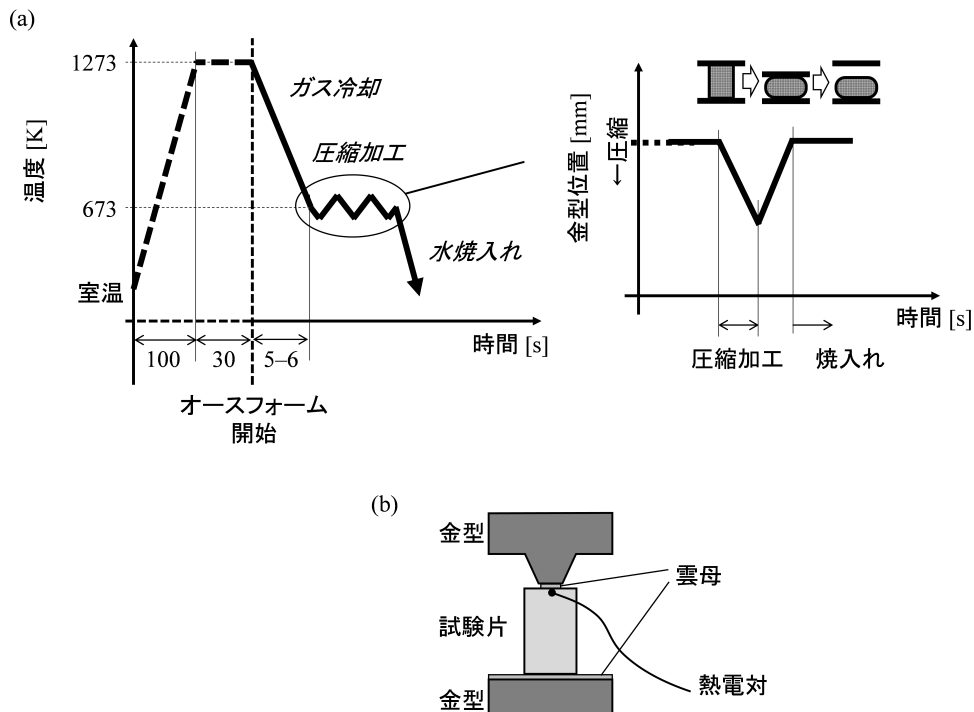 (a)
1273
ガス冷却
圧縮加工
温度 [K]
673
水焼入れ
室温
時間 [s]
100
30
5–6
オースフォーム
開始
金型位置 [mm]
←圧縮
時間 [s]
圧縮加工
焼入れ
(b)
金型
雲母
試験片
熱電対
金型